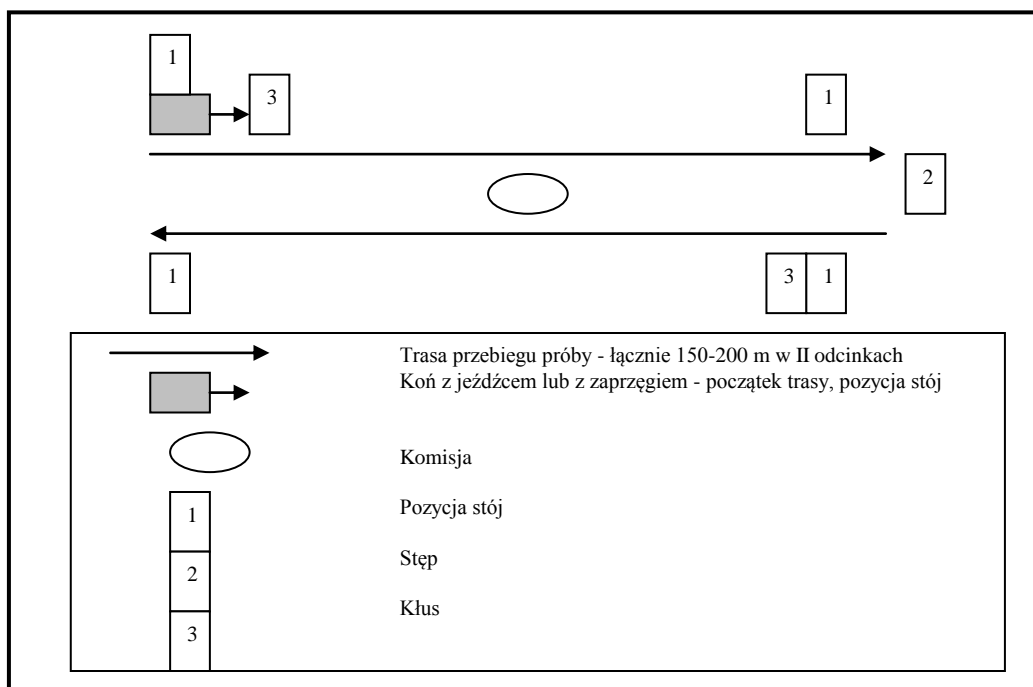 1
3
1
2
1
3 1
Trasa przebiegu próby - łącznie 150-200 m w II odcinkach
Koń z jeźdźcem lub z zaprzęgiem - początek trasy, pozycja stój
Komisja
Pozycja stój
1
Stęp
2
Kłus
3